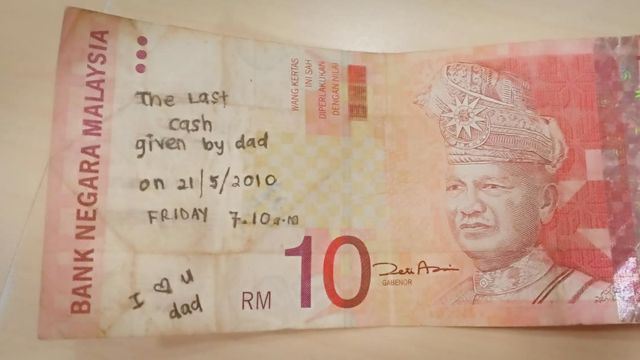 BANK NEGARA MALAYSIA
The Last
cash
given by dad
on 21/5/2010
FRIDAY 7.10 a.m
I ♡ u
dad
WANG KERTAS
INI SAH
DIPERLAKUKAN
DENGAN NILAI
RM 10
GABENOR